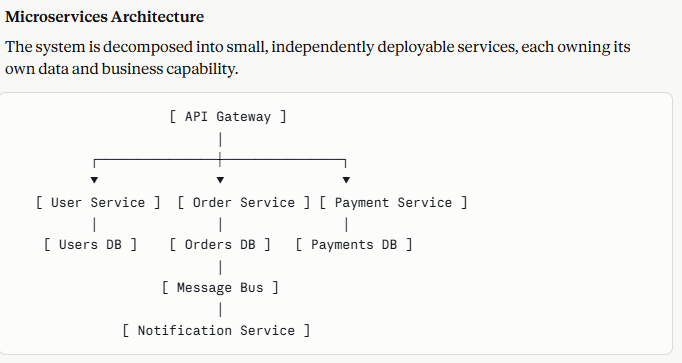 Microservices Architecture
The system is decomposed into small, independently deployable services, each owning its
own data and business capability.
[ API Gateway ]
[ User Service ] [ Order Service ] [ Payment Service ]
[ Users DB ] [ Orders DB ] [ Payments DB ]
[ Message Bus ]
[ Notification Service ]